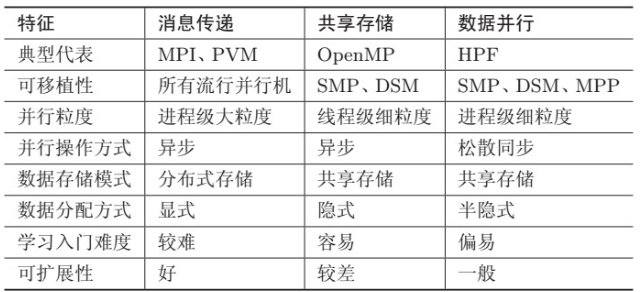 特征 消息传递 共享存储 数据并行
典型代表 MPI、PVM OpenMP HPF
可移植性 所有流行并行机 SMP、DSM SMP、DSM、MPP
并行粒度 进程级大粒度 线程级细粒度 进程级细粒度
并行操作方式 异步 异步 松散同步
数据存储模式 分布式存储 共享存储 共享存储
数据分配方式 显式 隐式 半隐式
学习入门难度 较难 容易 偏易
可扩展性 好 较差 一般